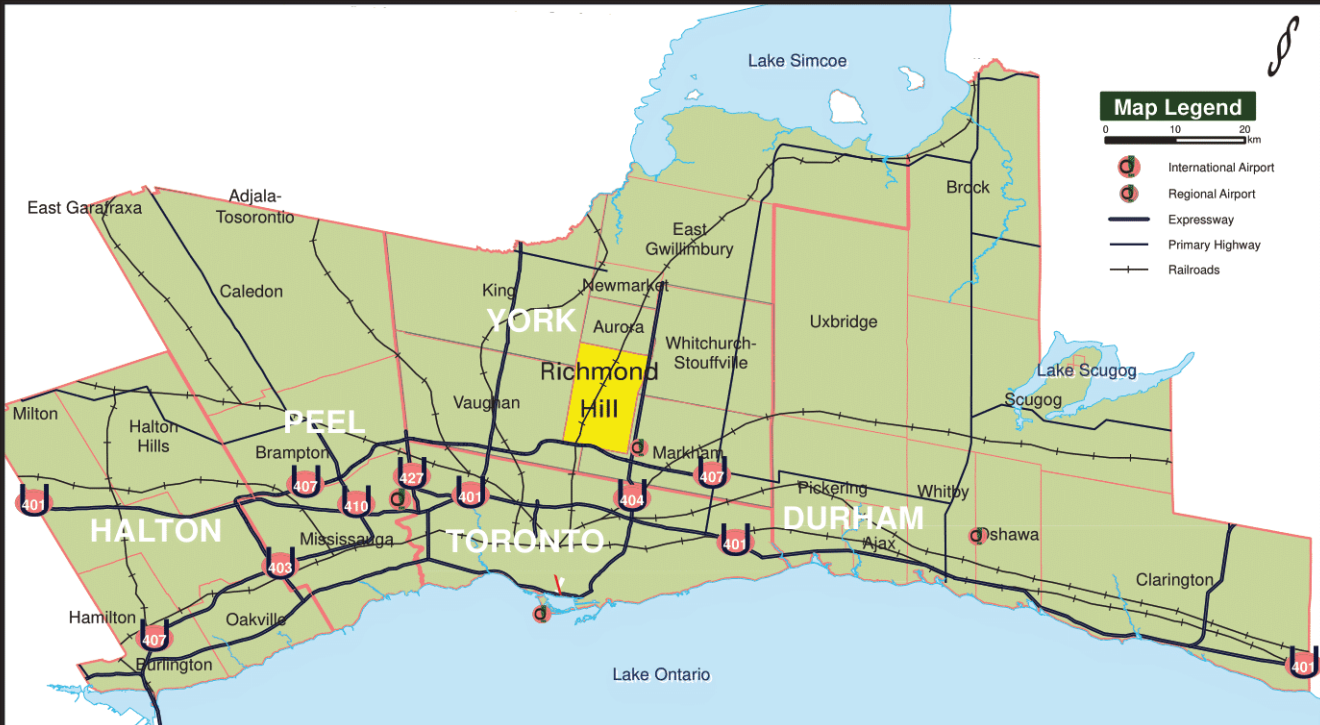 Lake Simcoe
Map Legend
0 10 20
km
International Airport
Regional Airport
Expressway
Primary Highway
Railroads
East Garafraxa
Adjala-
Tosorontio
Brock
East
Gwillimbury
Caledon
King
Newmarket
YORK
Aurora
Uxbridge
Whitchurch-
Stouffville
Richmond
Hill
Lake Scugog
Scugog
Milton
Halton
Hills
PEEL
Vaughan
Brampton
Markham
407
427
407
410
401
404
401
Pickering
Whitby
HALTON
Mississauga
TORONTO
DURHAM
401
Ajax
Oshawa
403
Clarington
Hamilton
Oakville
407
Burlington
401
Lake Ontario